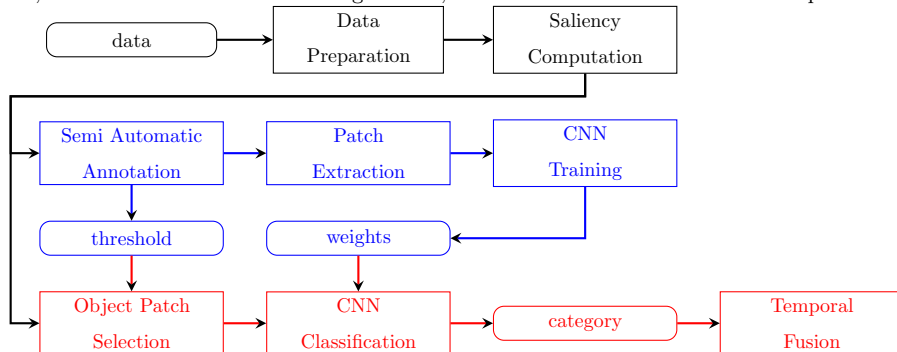 data
Data
Preparation
Saliency
Computation
Semi Automatic
Annotation
Patch
Extraction
CNN
Training
threshold
weights
Object Patch
Selection
CNN
Classification
category
Temporal
Fusion